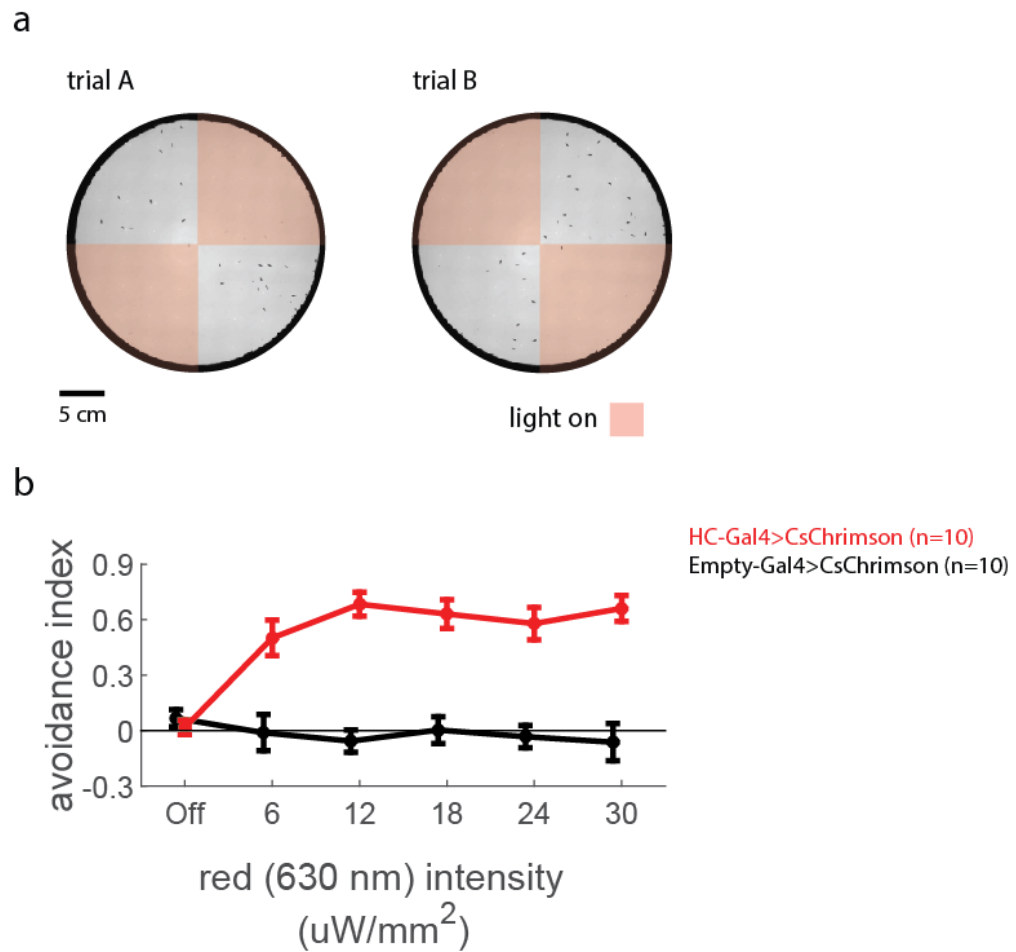 a
trial A
trial B
5 cm
light on
b
HC-Gal4>CsChrimson (n=10)
Empty-Gal4>CsChrimson (n=10)
avoidance index
0.9
0.6
0.3
0
-0.3
Off 6 12 18 24 30
red (630 nm) intensity
(uW/mm²)